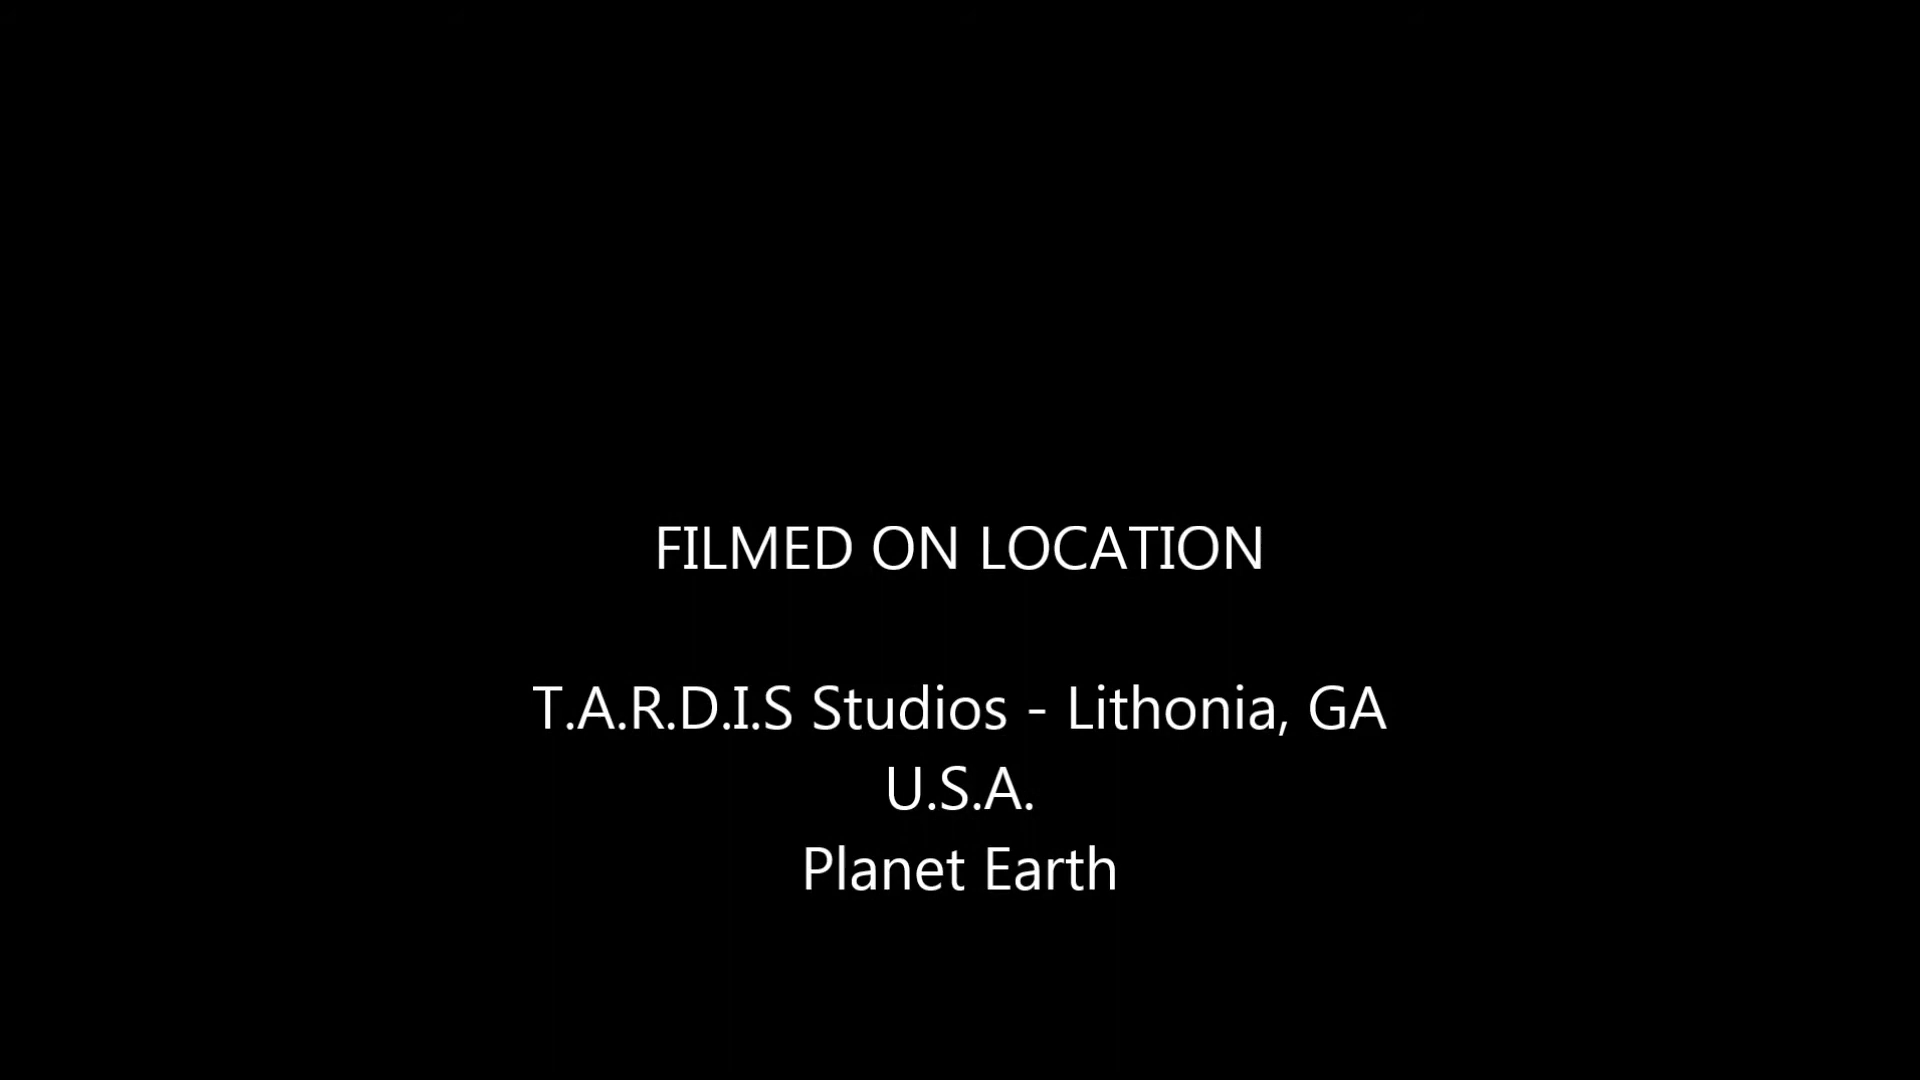 FILMED ON LOCATION
T.A.R.D.I.S Studios - Lithonia, GA
U.S.A.
Planet Earth